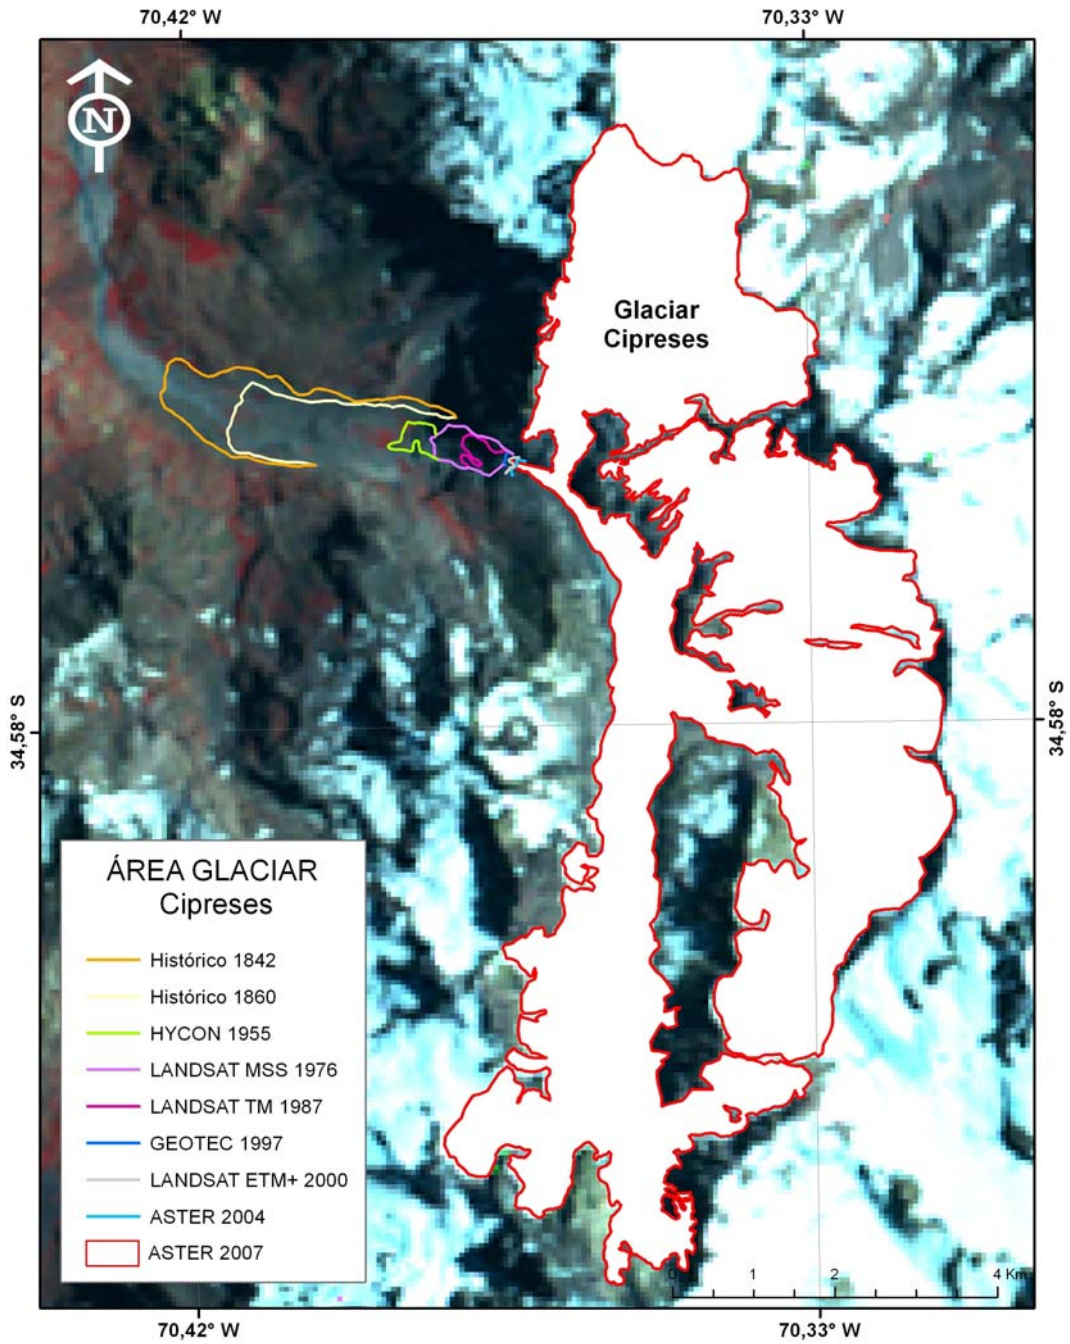 70,42° W
70,33° W
N
Glaciar
Cipreses
34,58° S
34,58° S
ÁREA GLACIAR
Cipreses
Histórico 1842
Histórico 1860
HYCON 1955
LANDSAT MSS 1976
LANDSAT TM 1987
GEOTEC 1997
LANDSAT ETM+ 2000
ASTER 2004
ASTER 2007
0 1 2 4 Km
70,42° W
70,33° W